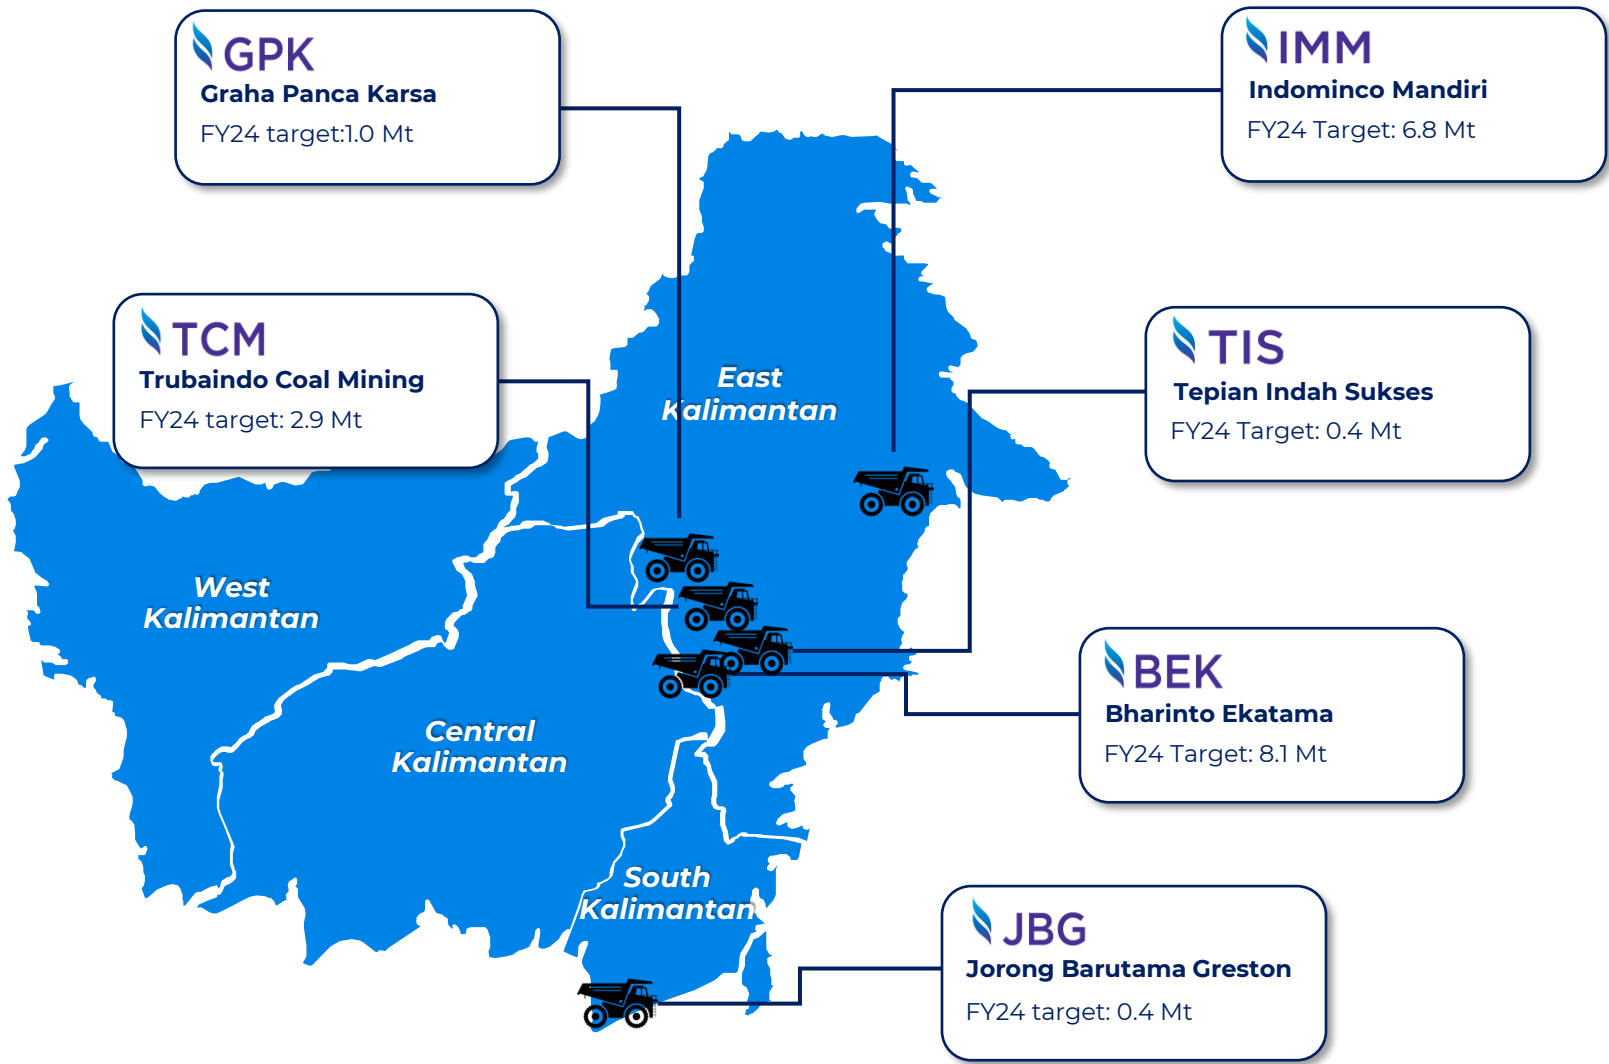 GPK
Graha Panca Karsa
FY24 target:1.0 Mt
IMM
Indominco Mandiri
FY24 Target: 6.8 Mt
TCM
Trubaindo Coal Mining
FY24 target: 2.9 Mt
TIS
Tepian Indah Sukses
FY24 Target: 0.4 Mt
East
Kalimantan
West
Kalimantan
Central
Kalimantan
BEK
Bharinto Ekatama
FY24 Target: 8.1 Mt
South
Kalimantan
JBG
Jorong Barutama Greston
FY24 target: 0.4 Mt